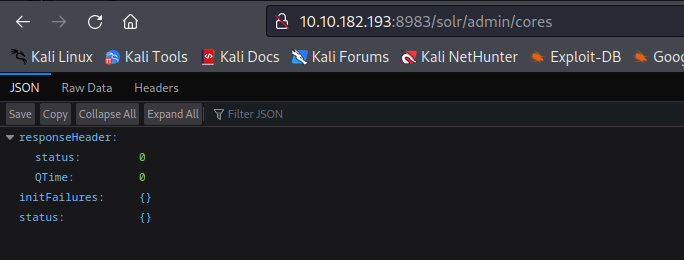 10.10.182.193:8983/solr/admin/cores
Kali Linux Kali Tools Kali Docs Kali Forums Kali NetHunter Exploit-DB Goog
JSON Raw Data Headers
Save Copy Collapse All Expand All Filter JSON
responseHeader:
status: 0
QTime: 0
initFailures: {}
status: {}